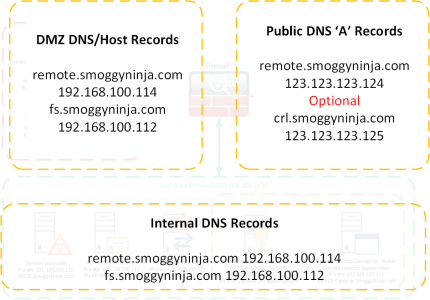 DMZ DNS/Host Records
remote.smoggyninja.com
192.168.100.114
fs.smoggyninja.com
192.168.100.112
Public DNS ‘A’ Records
remote.smoggyninja.com
123.123.123.124
Optional
crl.smoggyninja.com
123.123.123.125
Internal DNS Records
remote.smoggyninja.com 192.168.100.114
fs.smoggyninja.com 192.168.100.112